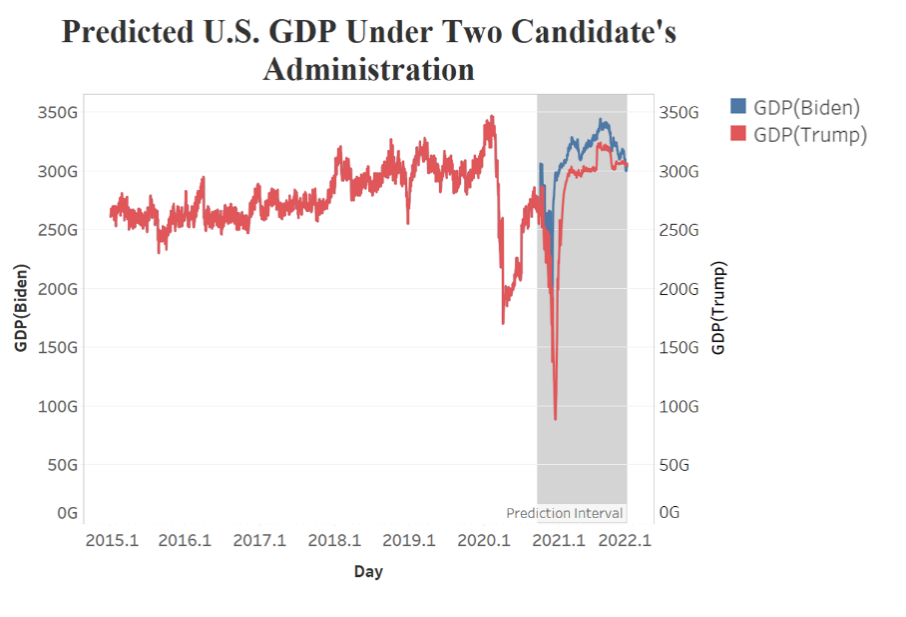 Predicted U.S. GDP Under Two Candidate's
Administration
GDP(Biden)
GDP(Trump)
350G
300G
250G
200G
150G
100G
50G
0G
GDP(Biden)
350G
300G
250G
200G
150G
100G
50G
0G
GDP(Trump)
Prediction Interval
2015.1 2016.1 2017.1 2018.1 2019.1 2020.1 2021.1 2022.1
Day